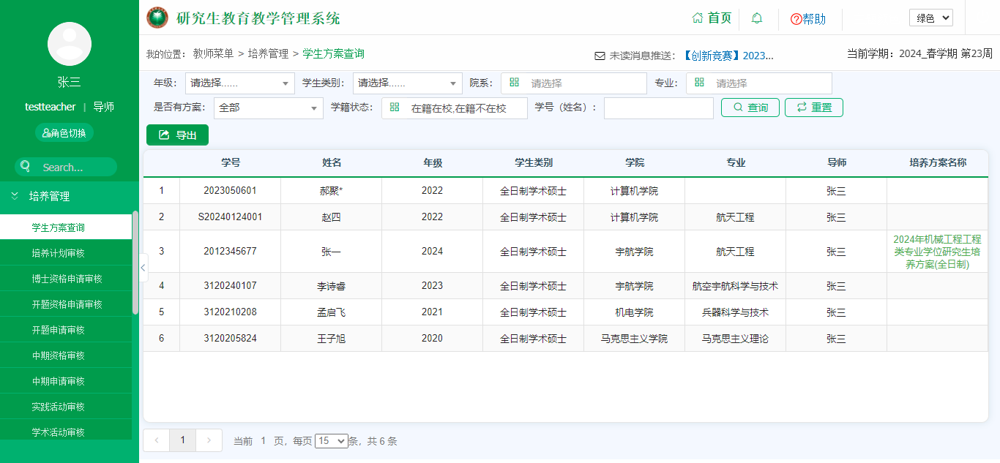 研究生教育教学管理系统
首页
帮助
绿色
张三
testteacher | 导师
角色切换
Search...
培养管理
学生方案查询
培养计划审核
博士资格申请审核
开题资格申请审核
开题申请审核
中期资格审核
中期申请审核
实践活动审核
学术活动审核
我的位置： 教师菜单 > 培养管理 > 学生方案查询
未读消息推送：【创新竞赛】2023...
当前学期：2024_春学期 第23周
年级： 请选择...... 学生类别： 请选择...... 院系： 请选择 专业： 请选择
是否有方案： 全部 学籍状态： 在籍在校,在籍不在校 学号（姓名）： 查询 重置
导出
学号 姓名 年级 学生类别 学院 专业 导师 培养方案名称
1 2023050601 郝聚* 2022 全日制学术硕士 计算机学院 张三
2 S20240124001 赵四 2022 全日制学术硕士 计算机学院 航天工程 张三
3 2012345677 张一 2024 全日制学术硕士 宇航学院 航天工程 张三
2024年机械工程工程
类专业学位研究生培
养方案(全日制)
4 3120240107 李诗睿 2023 全日制学术硕士 宇航学院 航空宇航科学与技术 张三
5 3120210208 孟启飞 2021 全日制学术硕士 机电学院 兵器科学与技术 张三
6 3120205824 王子旭 2020 全日制学术硕士 马克思主义学院 马克思主义理论 张三
< 1 > 当前 1 页，每页 15 条，共 6 条